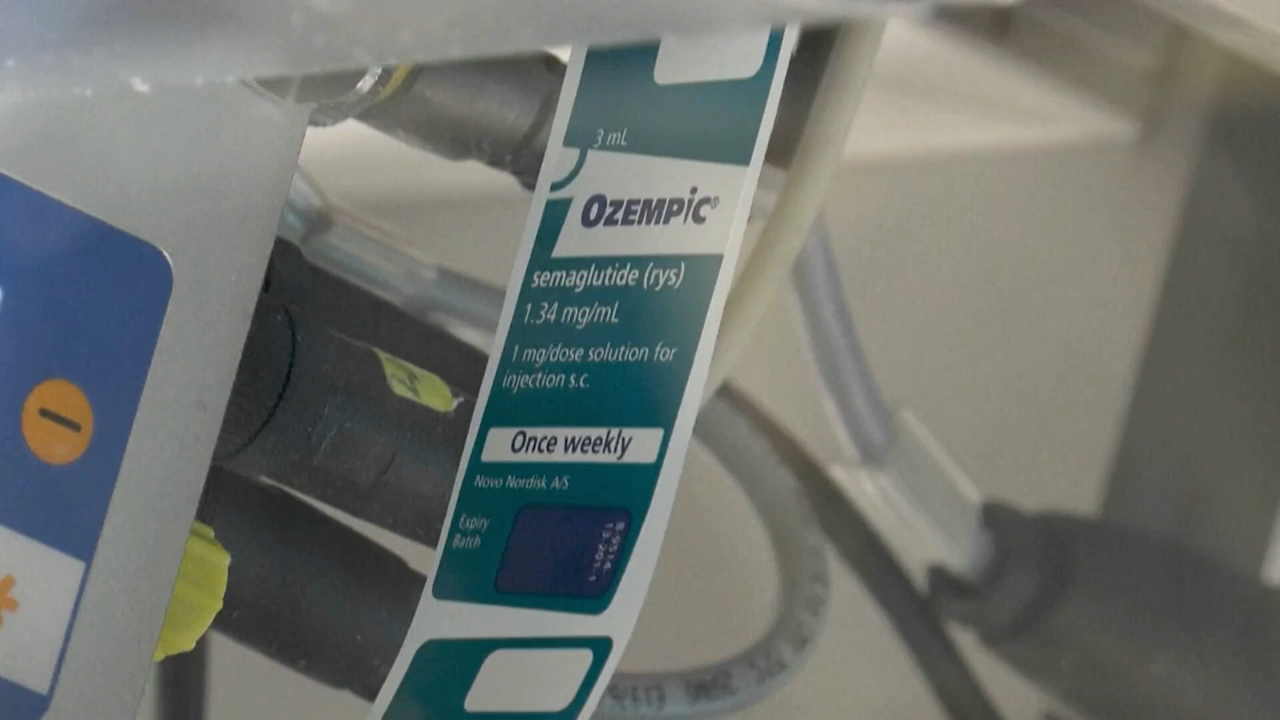 3 mL
OZEMPIC®
semaglutide (rys)
1.34 mg/mL
1 mg/dose solution for
injection s.c.
Once weekly
Novo Nordisk A/S
Expiry
Batch